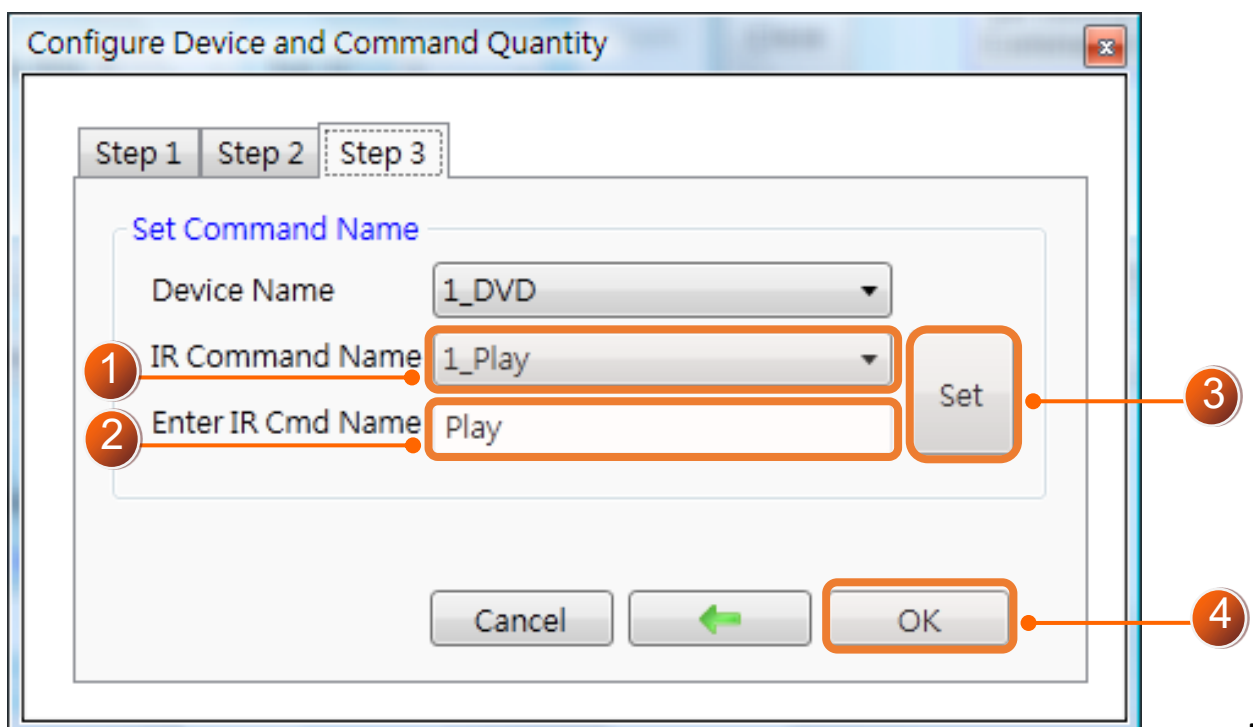 Configure Device and Command Quantity
x
Step 1 Step 2 Step 3
Set Command Name
Device Name 1_DVD
1 IR Command Name 1_Play
2 Enter IR Cmd Name Play
Set 3
Cancel OK 4